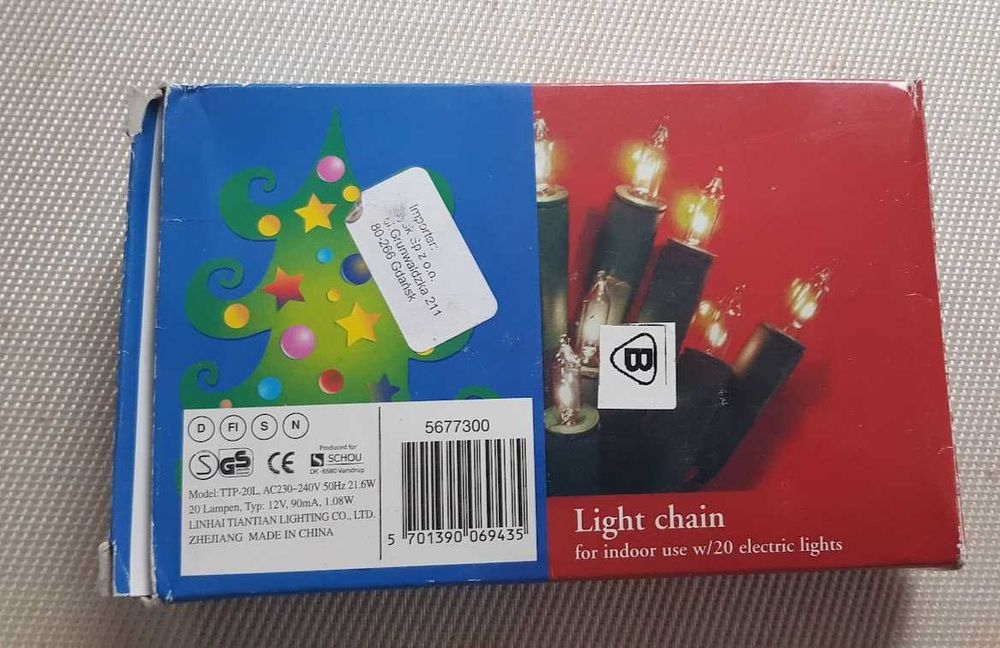 Importer:
Sp. z o.o.
ul. Grunwaldzka 211
80-266 Gdańsk
B
D FI S N
S GS CE
Produced for
SCHOU
DK-6580 Vamdrup
Model: TTP-20L, AC230~240V 50Hz 21.6W
20 Lampen, Typ: 12V, 90mA, 1.08W
LINHAI TIANTIAN LIGHTING CO., LTD.
ZHEJIANG MADE IN CHINA
5677300
5 701390 069435
Light chain
for indoor use w/20 electric lights